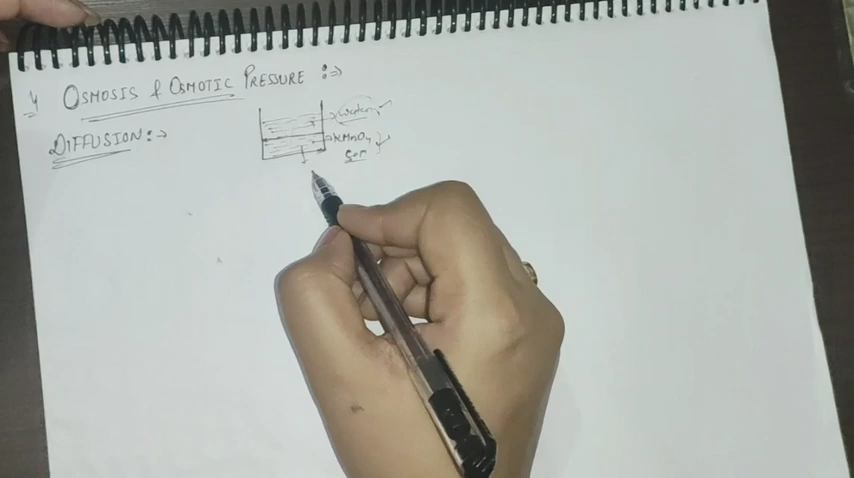 4) OSMOSIS & OSMOTIC PRESSURE :->
DIFFUSION :->
water
KMnO4
Soln